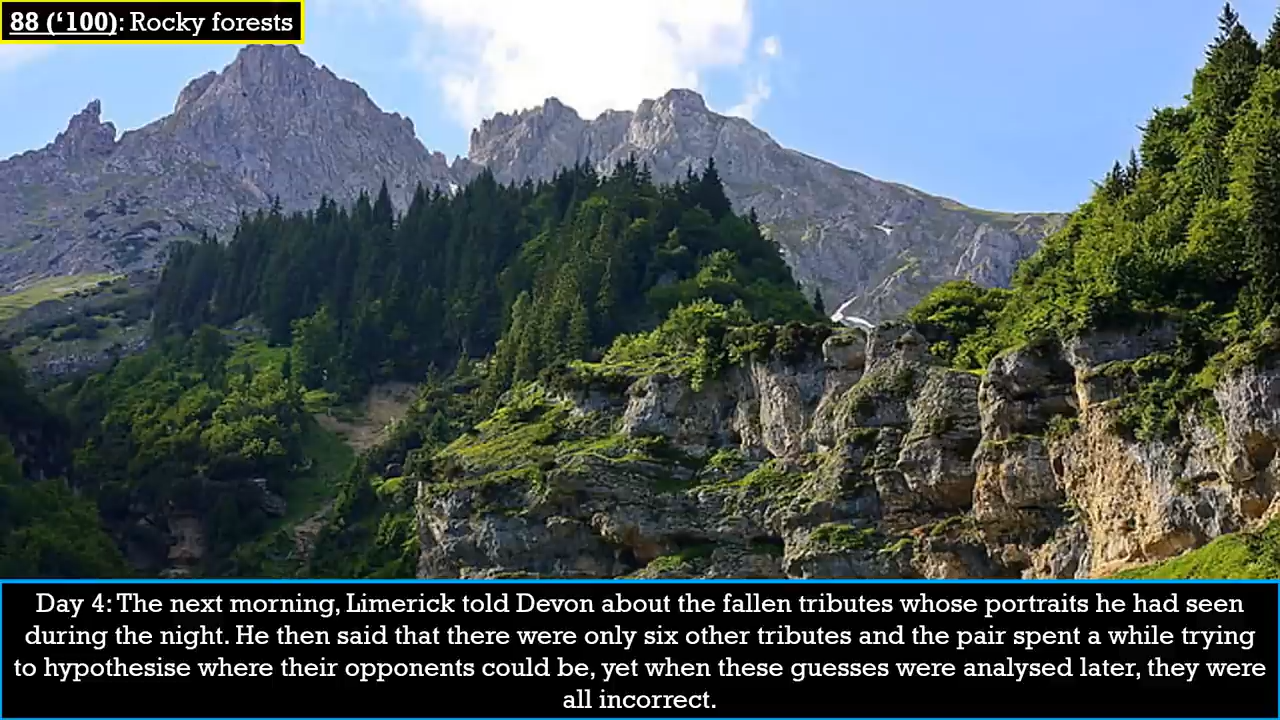 88 (‘100): Rocky forests
Day 4: The next morning, Limerick told Devon about the fallen tributes whose portraits he had seen
during the night. He then said that there were only six other tributes and the pair spent a while trying
to hypothesise where their opponents could be, yet when these guesses were analysed later, they were
all incorrect.